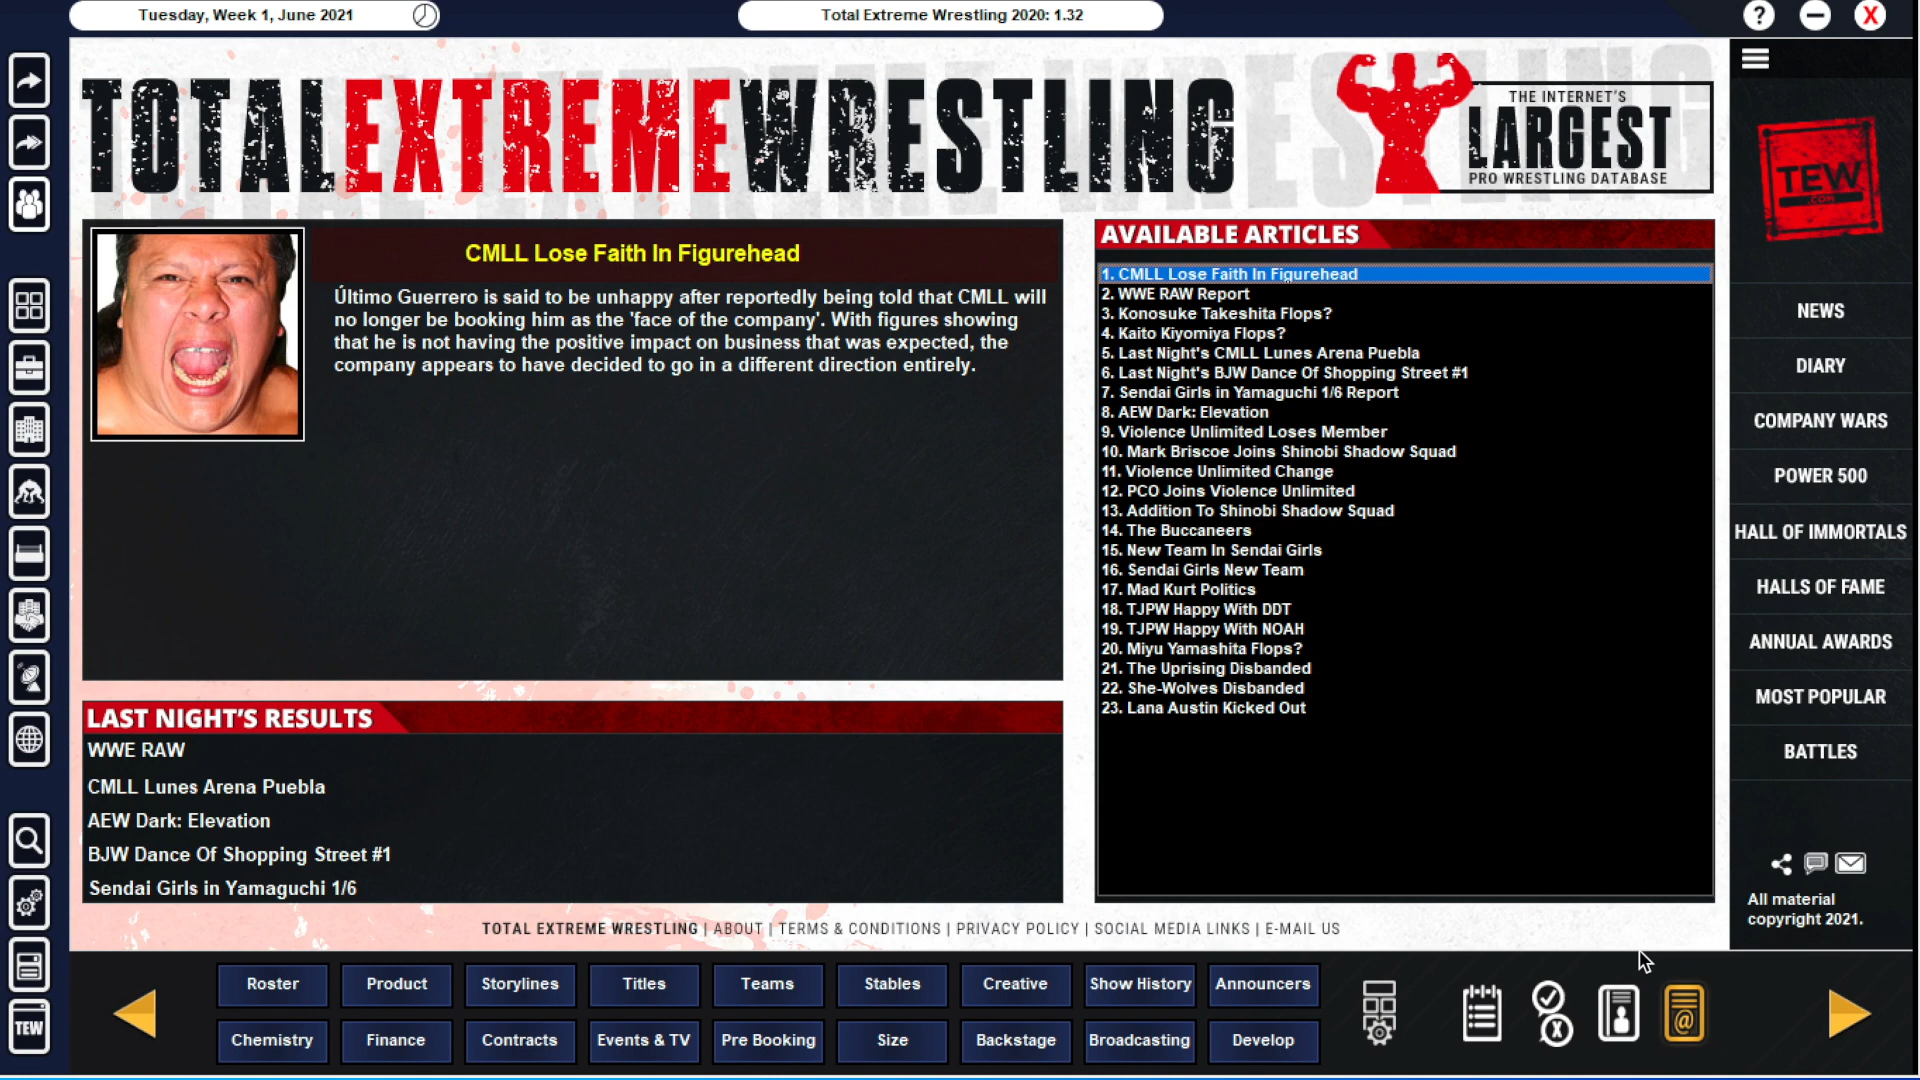 Tuesday, Week 1, June 2021
Total Extreme Wrestling 2020: 1.32
?
X
TOTALEXTREMEWRESTLING
THE INTERNET'S
LARGEST
PRO WRESTLING DATABASE
TEW
.COM
CMLL Lose Faith In Figurehead
Último Guerrero is said to be unhappy after reportedly being told that CMLL will
no longer be booking him as the 'face of the company'. With figures showing
that he is not having the positive impact on business that was expected, the
company appears to have decided to go in a different direction entirely.
AVAILABLE ARTICLES
1. CMLL Lose Faith In Figurehead
2. WWE RAW Report
3. Konosuke Takeshita Flops?
4. Kaito Kiyomiya Flops?
5. Last Night's CMLL Lunes Arena Puebla
6. Last Night's BJW Dance Of Shopping Street #1
7. Sendai Girls in Yamaguchi 1/6 Report
8. AEW Dark: Elevation
9. Violence Unlimited Loses Member
10. Mark Briscoe Joins Shinobi Shadow Squad
11. Violence Unlimited Change
12. PCO Joins Violence Unlimited
13. Addition To Shinobi Shadow Squad
14. The Buccaneers
15. New Team In Sendai Girls
16. Sendai Girls New Team
17. Mad Kurt Politics
18. TJPW Happy With DDT
19. TJPW Happy With NOAH
20. Miyu Yamashita Flops?
21. The Uprising Disbanded
22. She-Wolves Disbanded
23. Lana Austin Kicked Out
NEWS
DIARY
COMPANY WARS
POWER 500
HALL OF IMMORTALS
HALLS OF FAME
ANNUAL AWARDS
MOST POPULAR
BATTLES
All material
copyright 2021.
LAST NIGHT'S RESULTS
WWE RAW
CMLL Lunes Arena Puebla
AEW Dark: Elevation
BJW Dance Of Shopping Street #1
Sendai Girls in Yamaguchi 1/6
TOTAL EXTREME WRESTLING | ABOUT | TERMS & CONDITIONS | PRIVACY POLICY | SOCIAL MEDIA LINKS | E-MAIL US
Roster
Product
Storylines
Titles
Teams
Stables
Creative
Show History
Announcers
Chemistry
Finance
Contracts
Events & TV
Pre Booking
Size
Backstage
Broadcasting
Develop
TEW